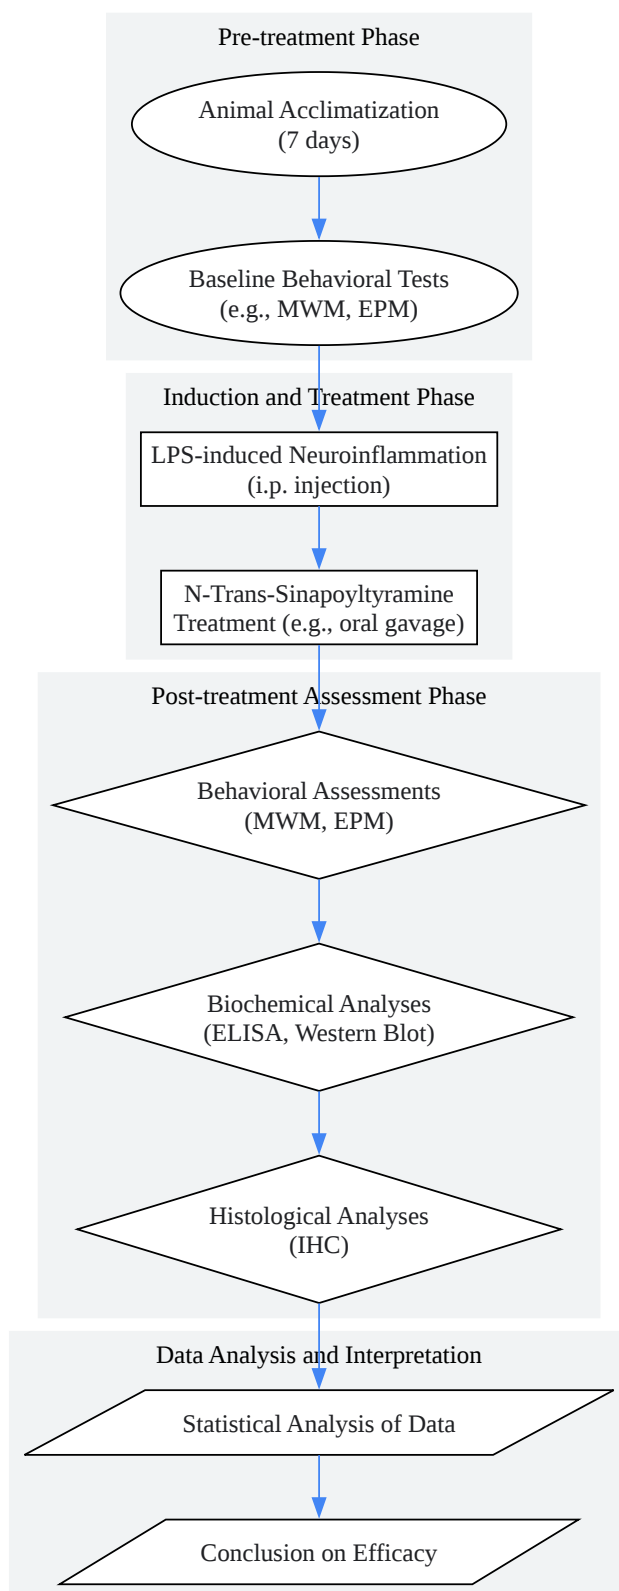 Pre-treatment Phase
Animal Acclimatization
(7 days)
Baseline Behavioral Tests
(e.g., MWM, EPM)
Induction and Treatment Phase
LPS-induced Neuroinflammation
(i.p. injection)
N-Trans-Sinapoyltyramine
Treatment (e.g., oral gavage)
Post-treatment Assessment Phase
Behavioral Assessments
(MWM, EPM)
Biochemical Analyses
(ELISA, Western Blot)
Histological Analyses
(IHC)
Data Analysis and Interpretation
Statistical Analysis of Data
Conclusion on Efficacy